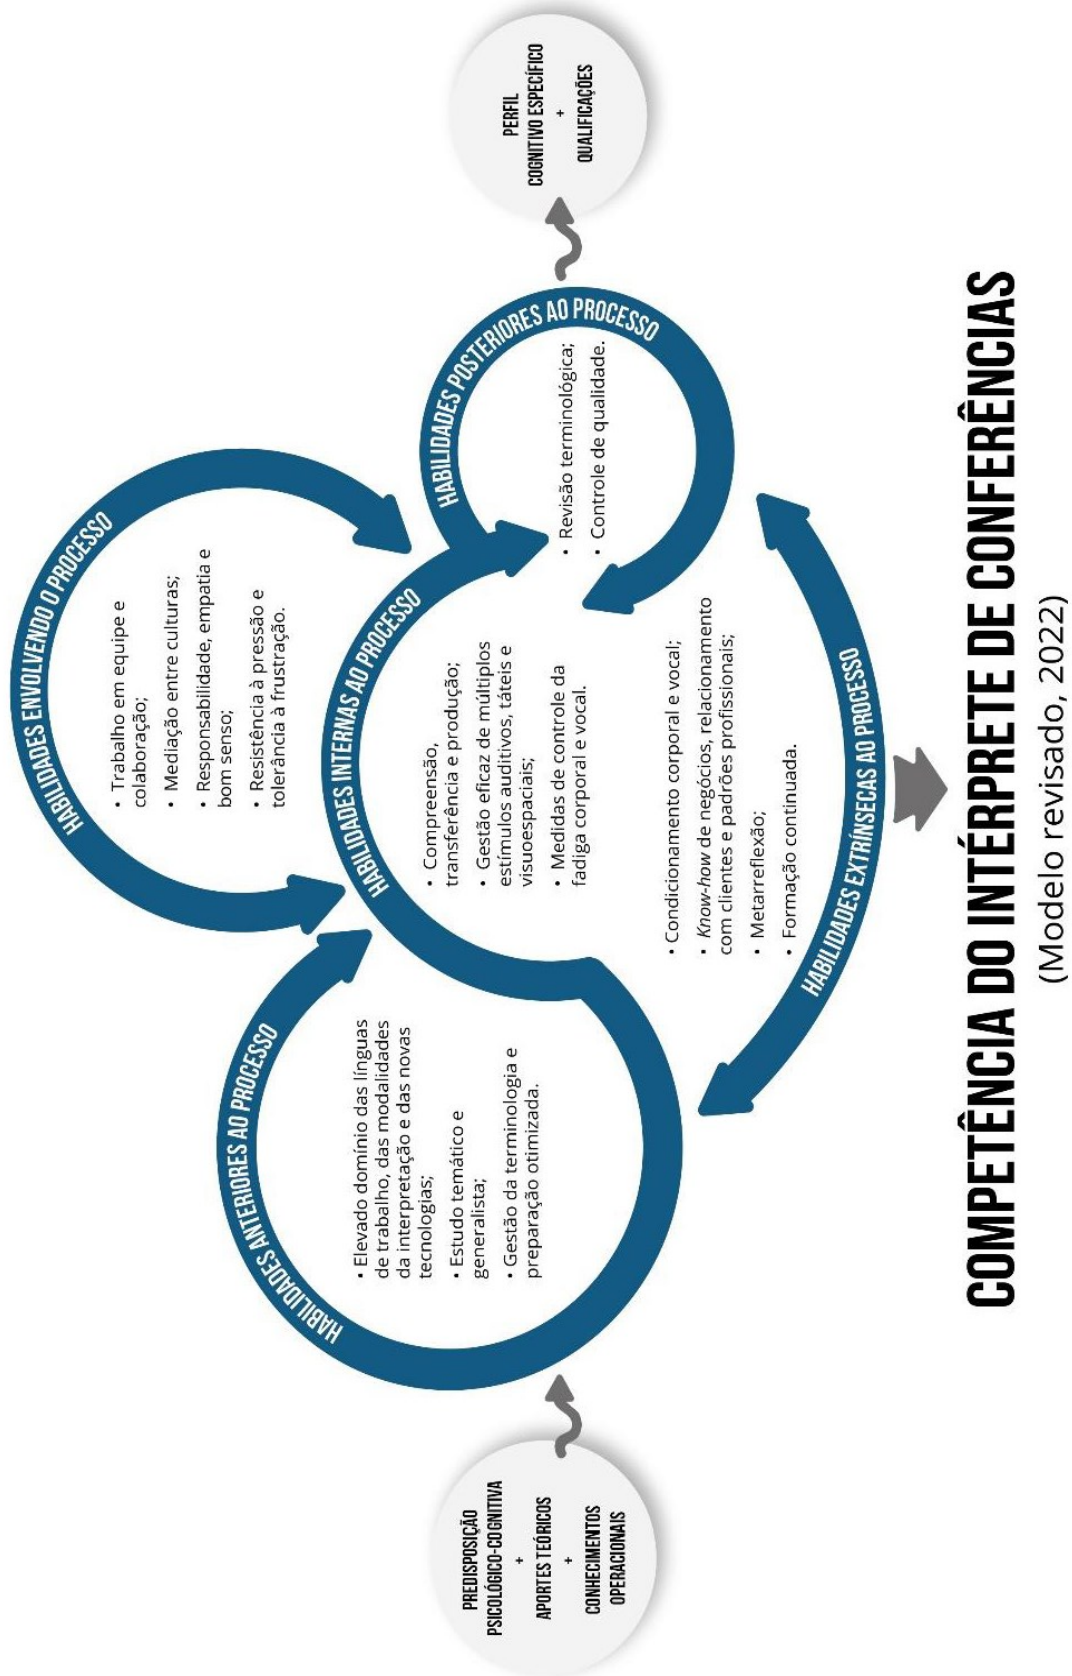 PREDISPOSIÇÃO
PSICOLÓGICO-COGNITIVA
+
APORTES TEÓRICOS
+
CONHECIMENTOS
OPERACIONAIS
HABILIDADES ANTERIORES AO PROCESSO
• Elevado domínio das línguas
de trabalho, das modalidades
da interpretação e das novas
tecnologias;
• Estudo temático e
generalista;
• Gestão da terminologia e
preparação otimizada.
HABILIDADES ENVOLVENDO O PROCESSO
• Trabalho em equipe e
colaboração;
• Mediação entre culturas;
• Responsabilidade, empatia e
bom senso;
• Resistência à pressão e
tolerância à frustração.
HABILIDADES INTERNAS AO PROCESSO
• Compreensão,
transferência e produção;
• Gestão eficaz de múltiplos
estímulos auditivos, táteis e
visuoespaciais;
• Medidas de controle da
fadiga corporal e vocal.
HABILIDADES POSTERIORES AO PROCESSO
• Revisão terminológica;
• Controle de qualidade.
PERFIL
COGNITIVO ESPECÍFICO
+
QUALIFICAÇÕES
• Condicionamento corporal e vocal;
• Know-how de negócios, relacionamento
com clientes e padrões profissionais;
• Metarreflexão;
• Formação continuada.
HABILIDADES EXTRÍNSECAS AO PROCESSO
COMPETÊNCIA DO INTÉRPRETE DE CONFERÊNCIAS
(Modelo revisado, 2022)